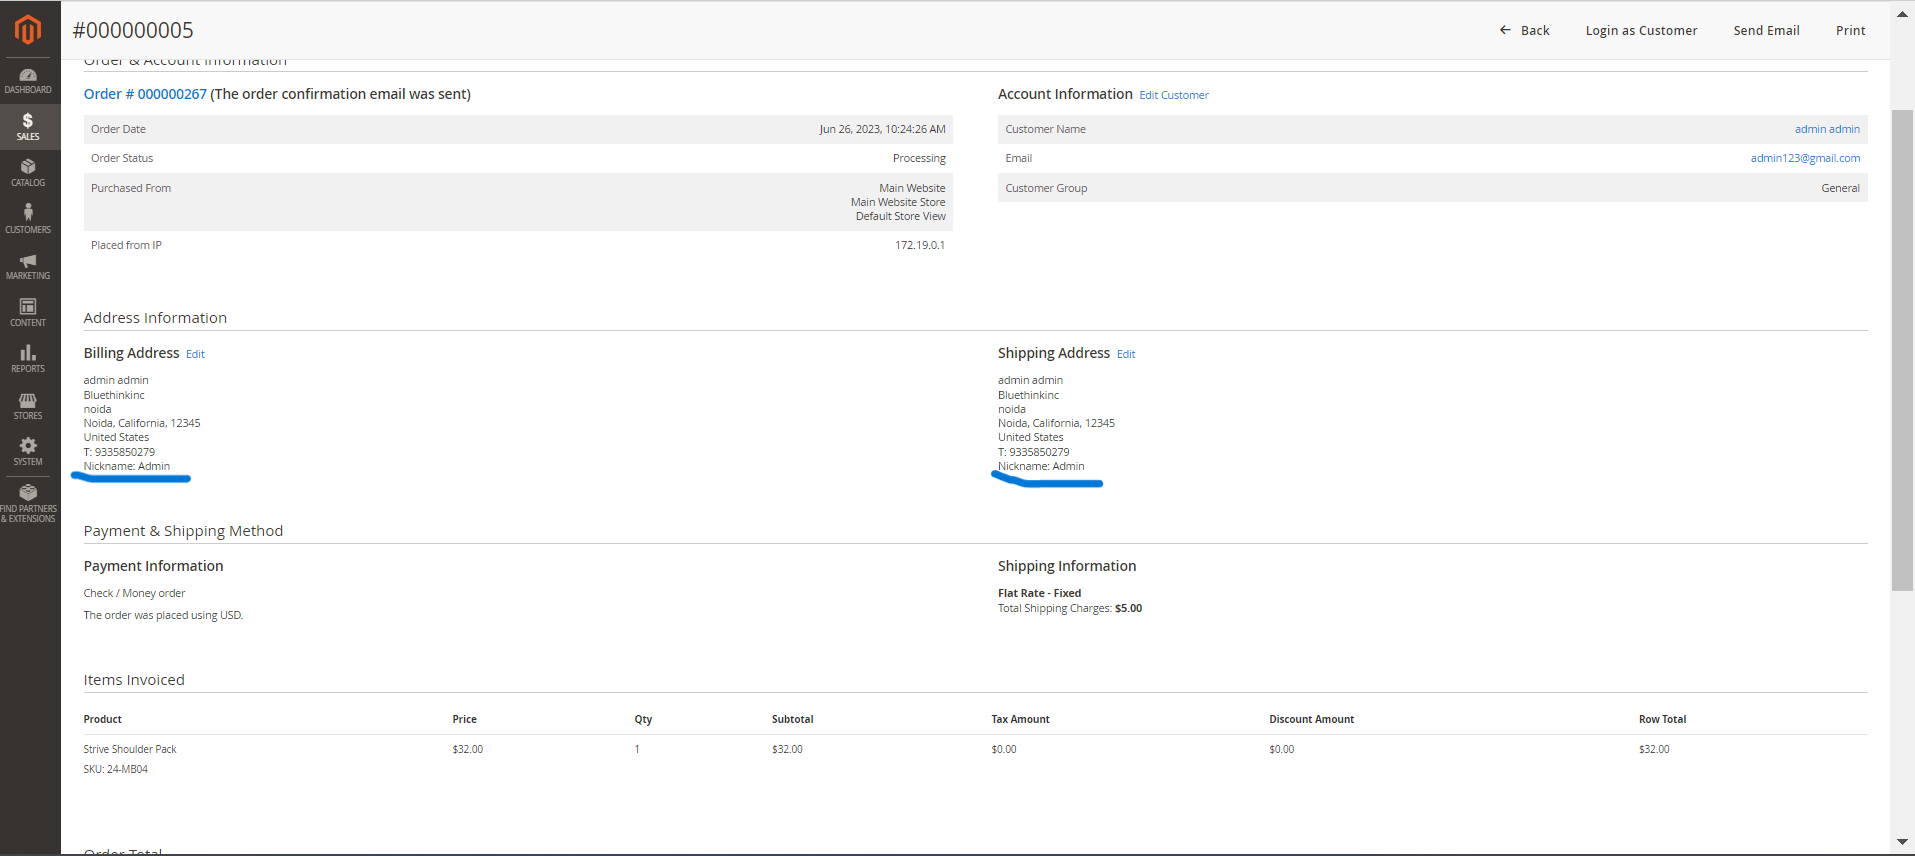 #000000005
Back
Login as Customer
Send Email
Print
DASHBOARD
SALES
CATALOG
CUSTOMERS
MARKETING
CONTENT
REPORTS
STORES
SYSTEM
FIND PARTNERS
& EXTENSIONS
Order & Account Information
Order # 000000267 (The order confirmation email was sent)
Order Date Jun 26, 2023, 10:24:26 AM
Order Status Processing
Purchased From Main Website
Main Website Store
Default Store View
Placed from IP 172.19.0.1
Account Information Edit Customer
Customer Name admin admin
Email admin123@gmail.com
Customer Group General
Address Information
Billing Address Edit
admin admin
Bluethinkinc
noida
Noida, California, 12345
United States
T: 9335850279
Nickname: Admin
Shipping Address Edit
admin admin
Bluethinkinc
noida
Noida, California, 12345
United States
T: 9335850279
Nickname: Admin
Payment & Shipping Method
Payment Information
Check / Money order
The order was placed using USD.
Shipping Information
Flat Rate - Fixed
Total Shipping Charges: $5.00
Items Invoiced
Product Price Qty Subtotal Tax Amount Discount Amount Row Total
Strive Shoulder Pack $32.00 1 $32.00 $0.00 $0.00 $32.00
SKU: 24-MB04
Order Total